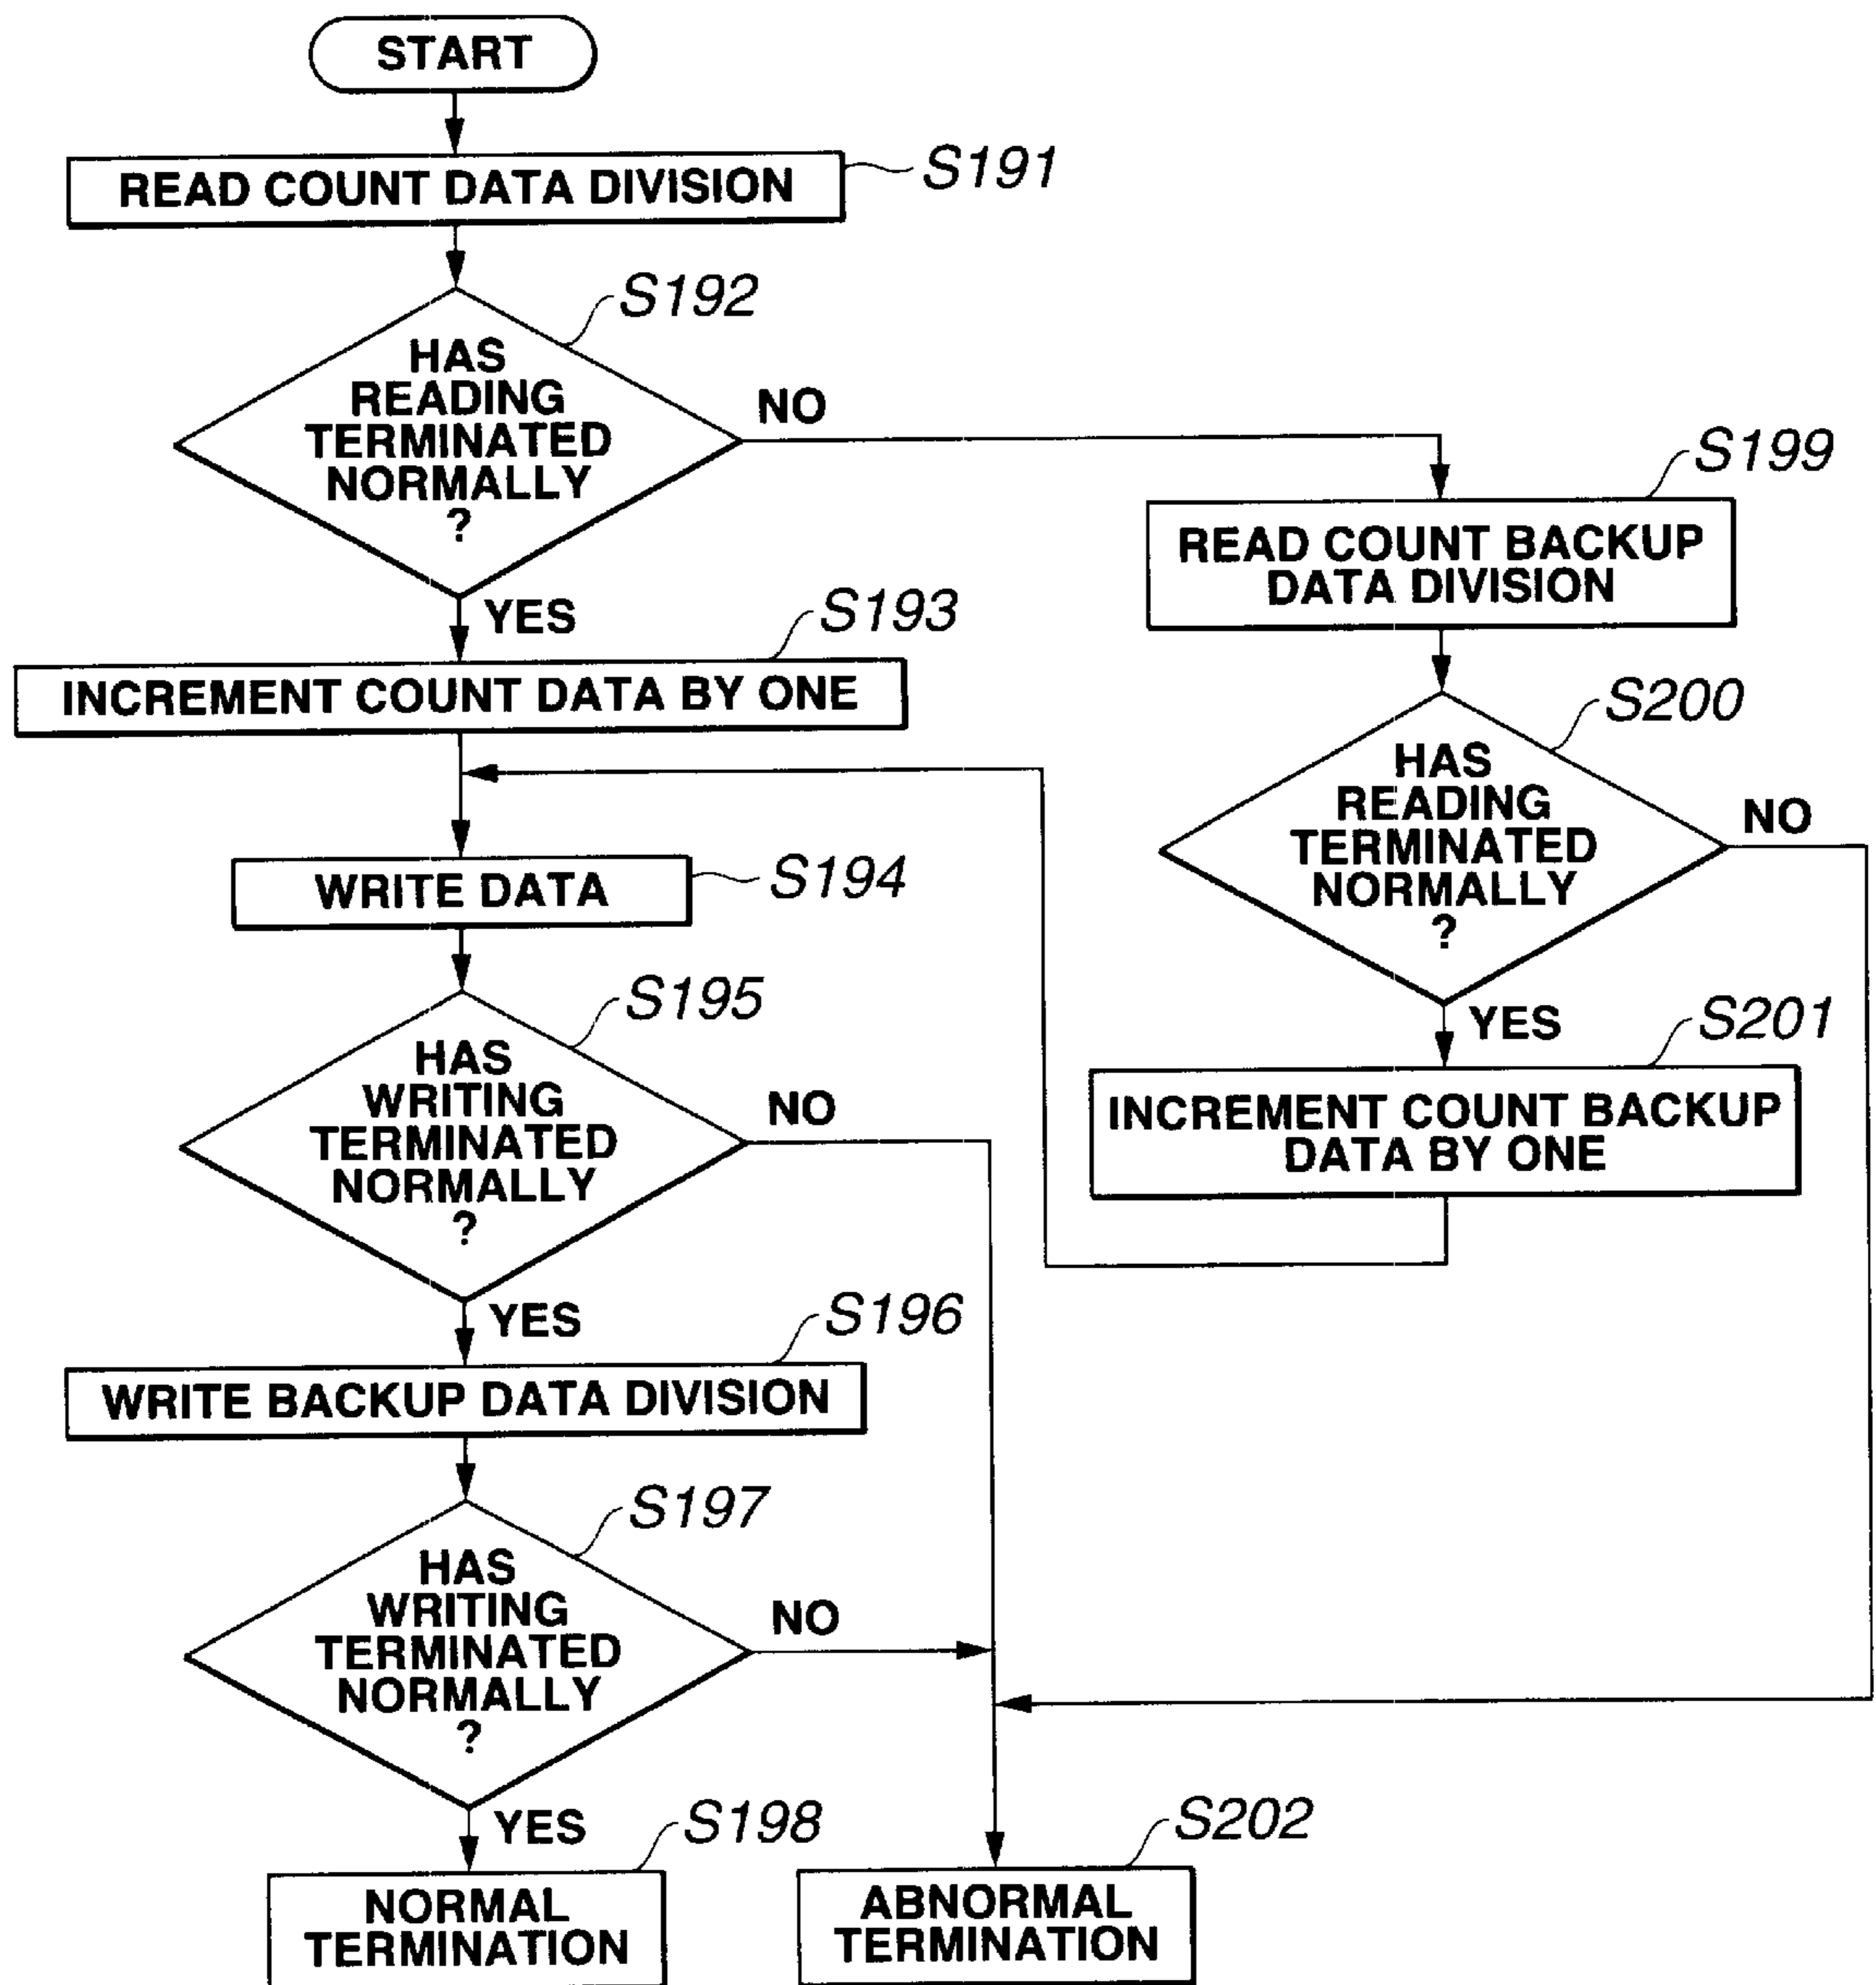 START
READ COUNT DATA DIVISION
S191
S192
HAS
READING
TERMINATED
NORMALLY
?
NO
YES
S193
INCREMENT COUNT DATA BY ONE
S194
WRITE DATA
S195
HAS
WRITING
TERMINATED
NORMALLY
?
NO
YES
S196
WRITE BACKUP DATA DIVISION
S197
HAS
WRITING
TERMINATED
NORMALLY
?
NO
YES
S198
NORMAL
TERMINATION
S199
READ COUNT BACKUP
DATA DIVISION
S200
HAS
READING
TERMINATED
NORMALLY
?
NO
YES
S201
INCREMENT COUNT BACKUP
DATA BY ONE
S202
ABNORMAL
TERMINATION